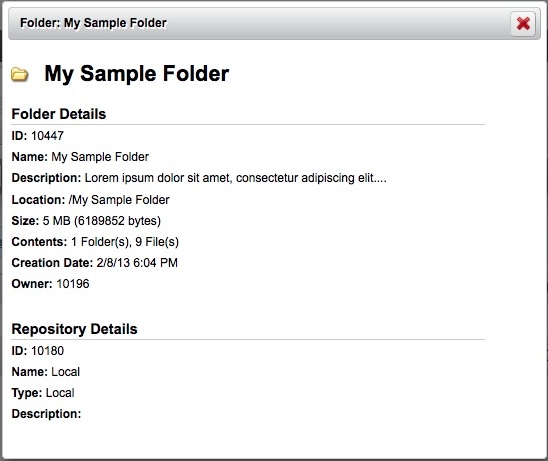 Folder: My Sample Folder
My Sample Folder
Folder Details
ID: 10447
Name: My Sample Folder
Description: Lorem ipsum dolor sit amet, consectetur adipiscing elit....
Location: /My Sample Folder
Size: 5 MB (6189852 bytes)
Contents: 1 Folder(s), 9 File(s)
Creation Date: 2/8/13 6:04 PM
Owner: 10196
Repository Details
ID: 10180
Name: Local
Type: Local
Description: